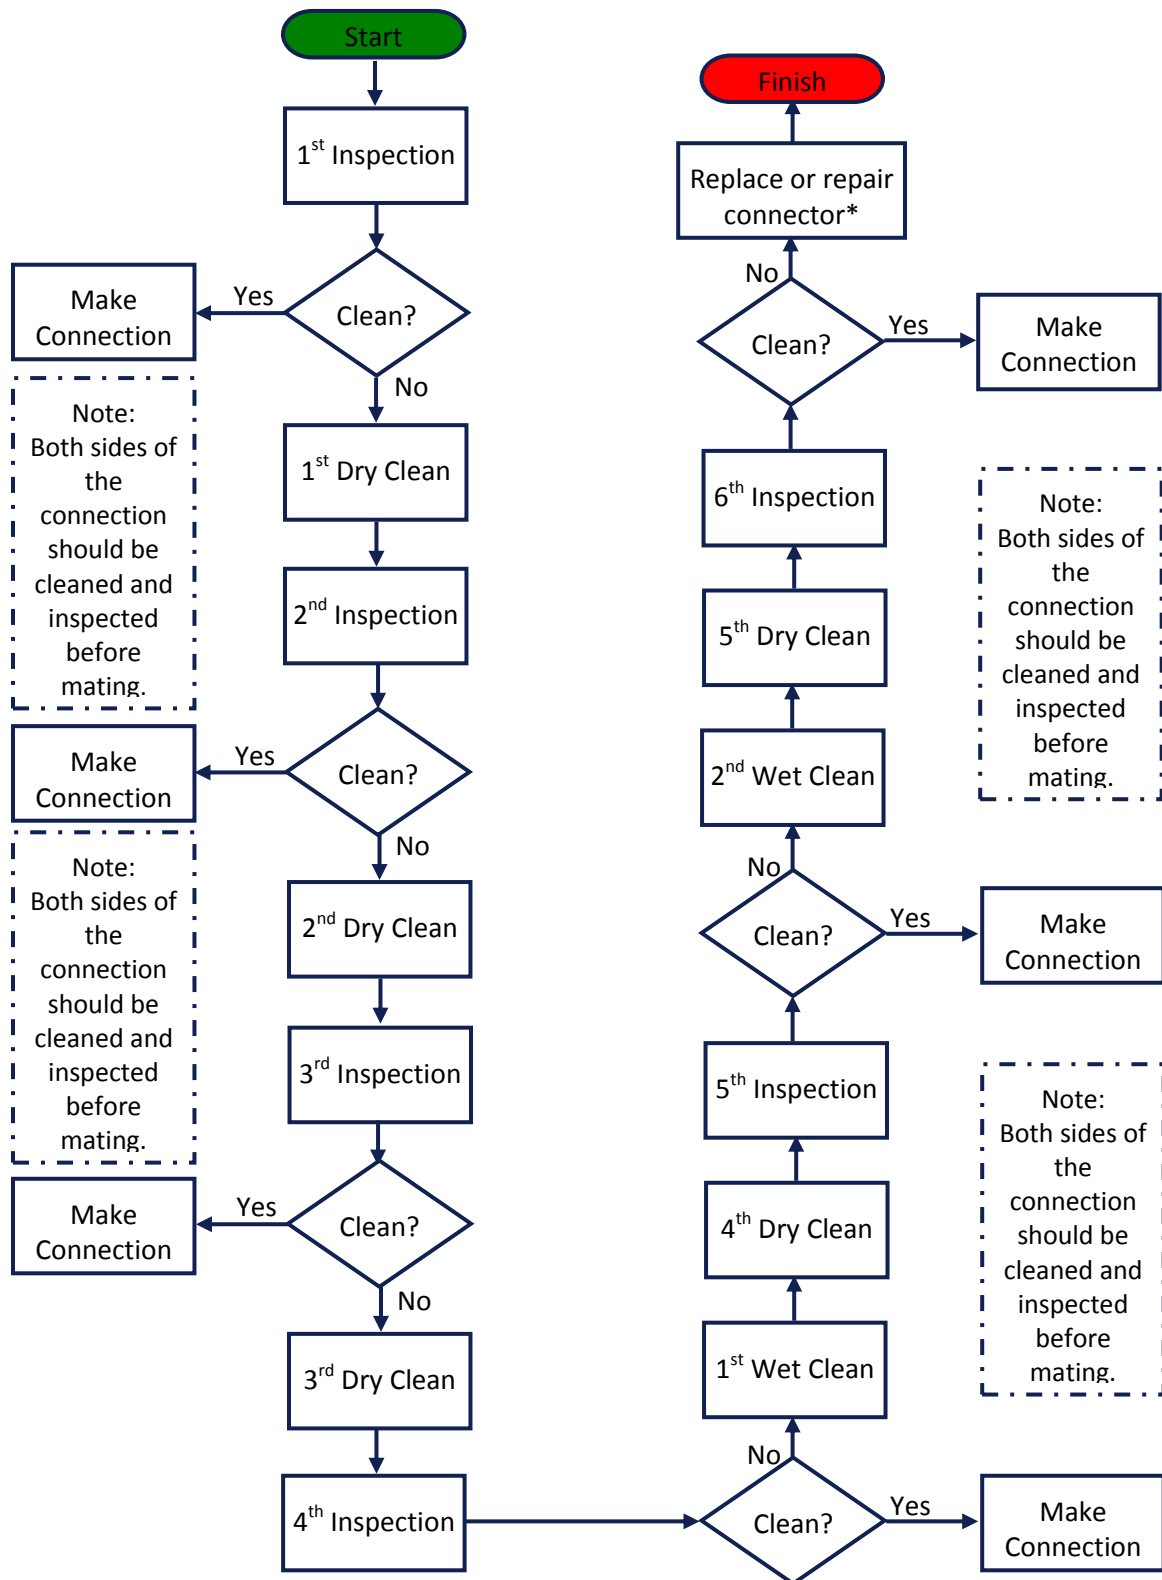 Start
1st Inspection
Clean?
Yes
Make
Connection
No
Note:
Both sides of
the
connection
should be
cleaned and
inspected
before
mating.
1st Dry Clean
2nd Inspection
Clean?
Yes
Make
Connection
No
Note:
Both sides of
the
connection
should be
cleaned and
inspected
before
mating.
2nd Dry Clean
3rd Inspection
Clean?
Yes
Make
Connection
No
3rd Dry Clean
4th Inspection
Clean?
Yes
Make
Connection
No
1st Wet Clean
Note:
Both sides of
the
connection
should be
cleaned and
inspected
before
mating.
4th Dry Clean
5th Inspection
Clean?
Yes
Make
Connection
No
2nd Wet Clean
5th Dry Clean
Note:
Both sides of
the
connection
should be
cleaned and
inspected
before
mating.
6th Inspection
Clean?
Yes
Make
Connection
No
Replace or repair
connector*
Finish